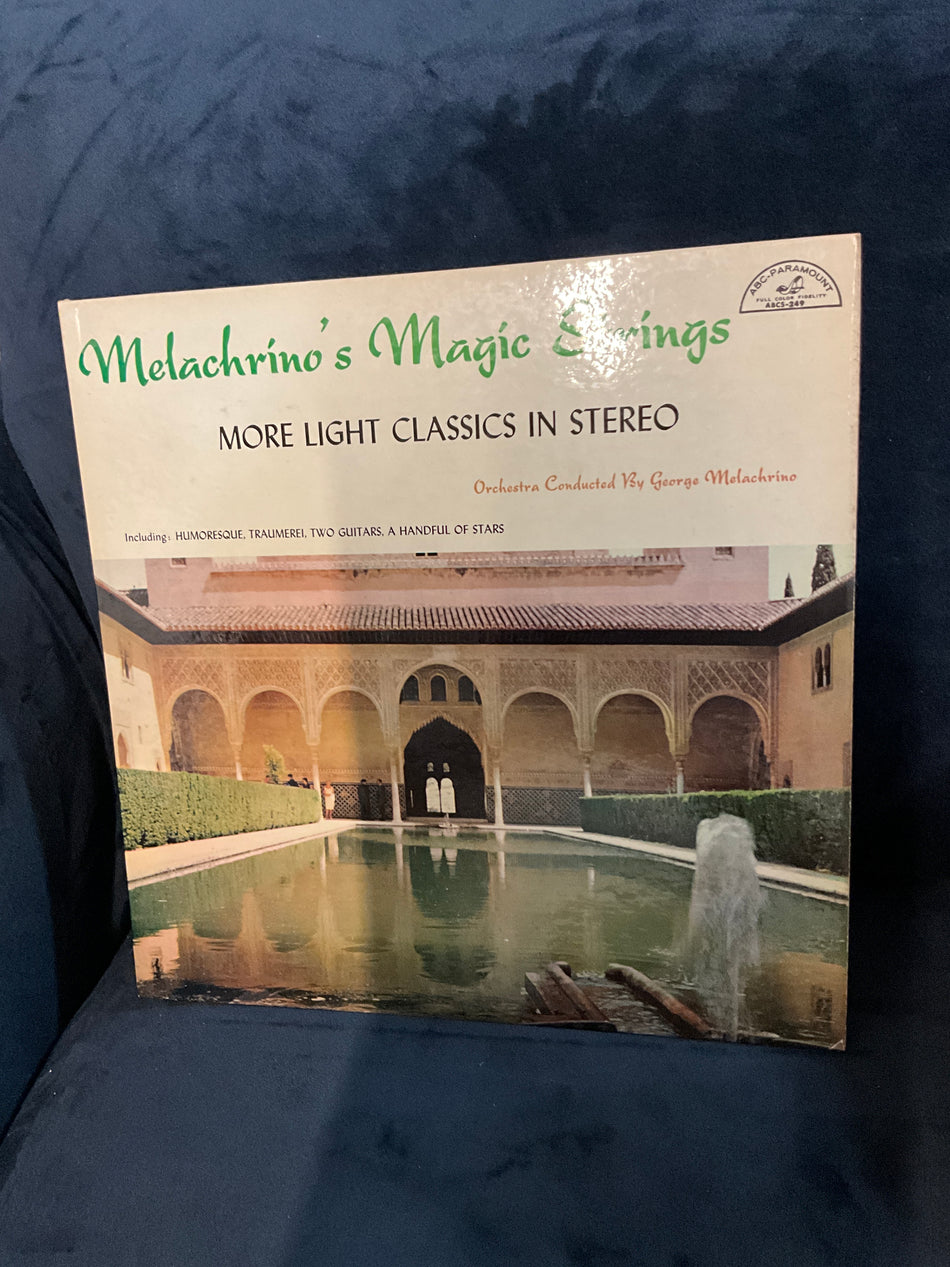 ABC-PARAMOUNT
FULL COLOR FIDELITY
ABCS-249
Melachrino's Magic Strings
MORE LIGHT CLASSICS IN STEREO
Orchestra Conducted By George Melachrino
Including: HUMORESQUE, TRAUMEREI, TWO GUITARS, A HANDFUL OF STARS